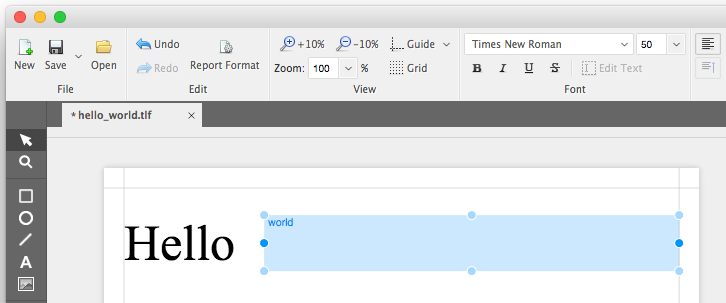 +10% -10% Guide
Undo
Times New Roman 50
New Save Open
Redo Report Format
Zoom: 100 % Grid
B I U S Edit Text
File Edit View Font
* hello_world.tlf ×
world
Hello
A